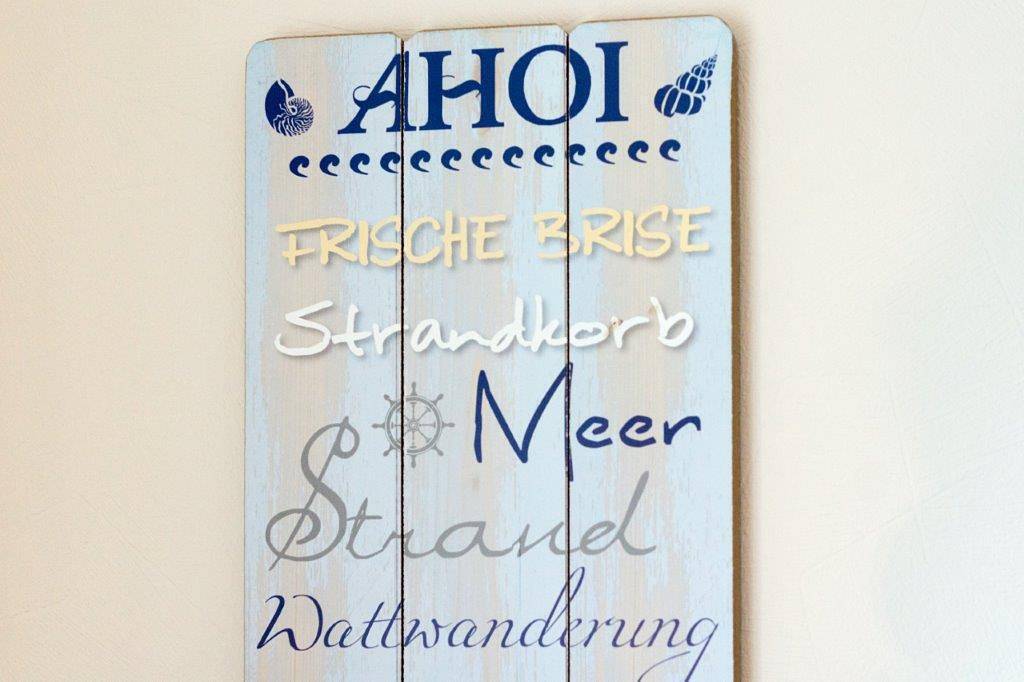 AHOI
FRISCHE BRISE
Strandkorb
Meer
Strand
Wattwanderung